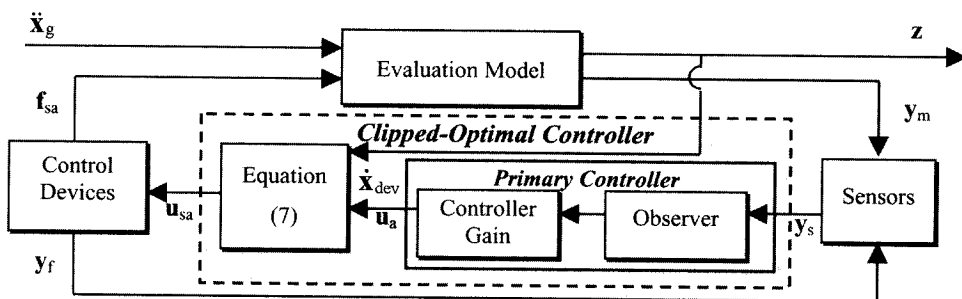 ẍg
z
Evaluation Model
fsa
ym
Clipped-Optimal Controller
Control
Devices
Equation
(7)
ẋdev
Primary Controller
Sensors
usa
ua
Controller
Gain
Observer
ys
yf